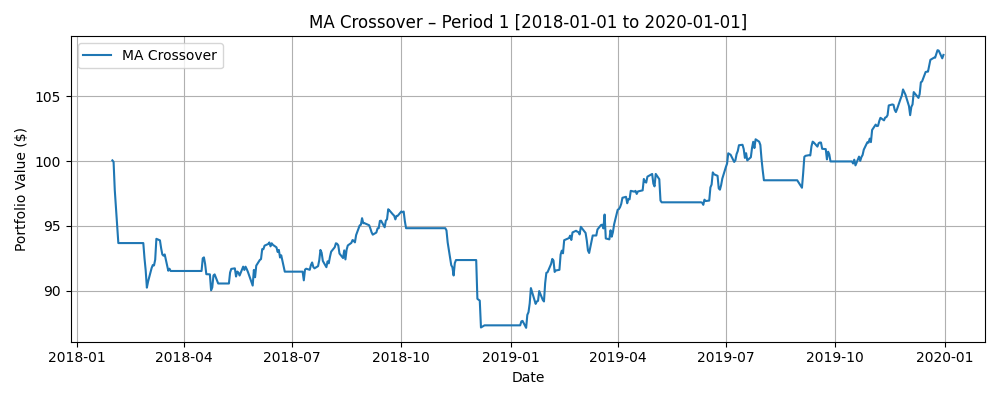 MA Crossover – Period 1 [2018-01-01 to 2020-01-01]
MA Crossover
Portfolio Value ($)
105
100
95
90
2018-01 2018-04 2018-07 2018-10 2019-01 2019-04 2019-07 2019-10 2020-01
Date